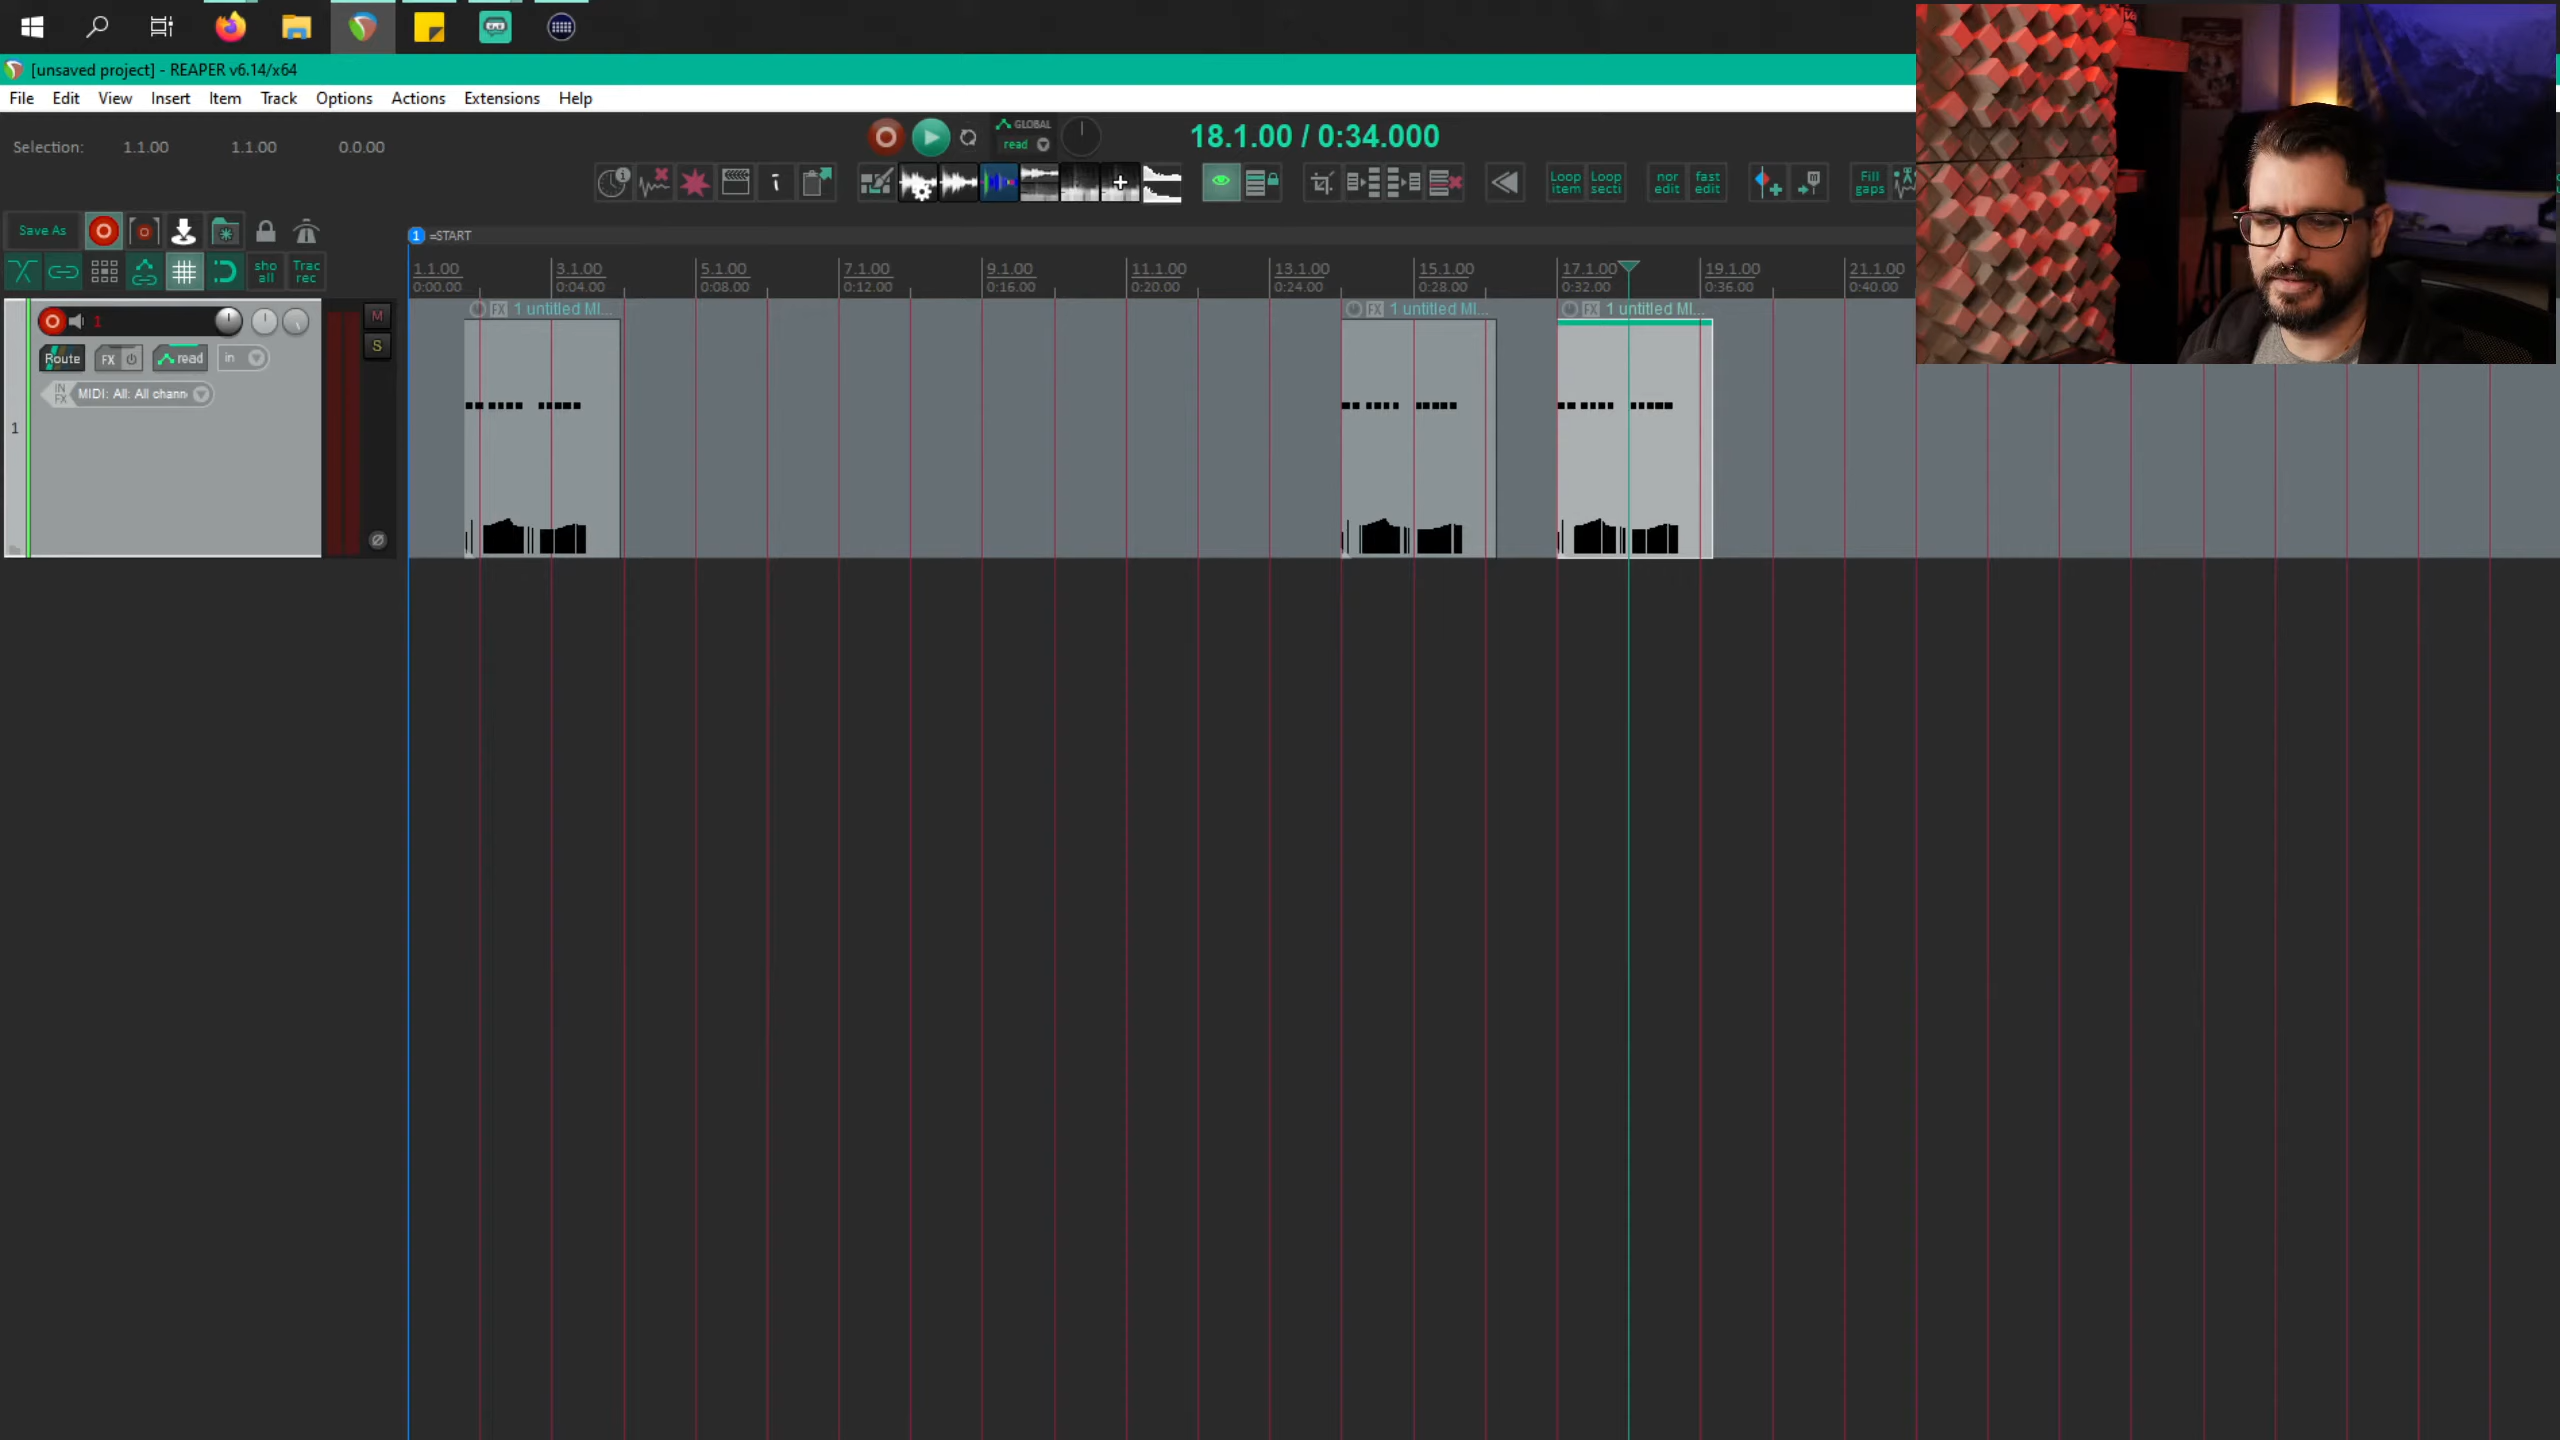 [unsaved project] - REAPER v6.14/x64
File Edit View Insert Item Track Options Actions Extensions Help
Selection: 1.1.00 1.1.00 0.0.00
GLOBAL
read
18.1.00 / 0:34.000
Loop item
Loop secti
nor edit
fast edit
Fill gaps
Save As
1 =START
sho all
Trac rec
1.1.00 3.1.00 5.1.00 7.1.00 9.1.00 11.1.00 13.1.00 15.1.00 17.1.00 19.1.00 21.1.00
0:00.00 0:04.00 0:08.00 0:12.00 0:16.00 0:20.00 0:24.00 0:28.00 0:32.00 0:36.00 0:40.00
FX 1 untitled MI... FX 1 untitled MI... FX 1 untitled MI...
1
M
S
Route FX read in
IN FX MIDI: All: All chann
1